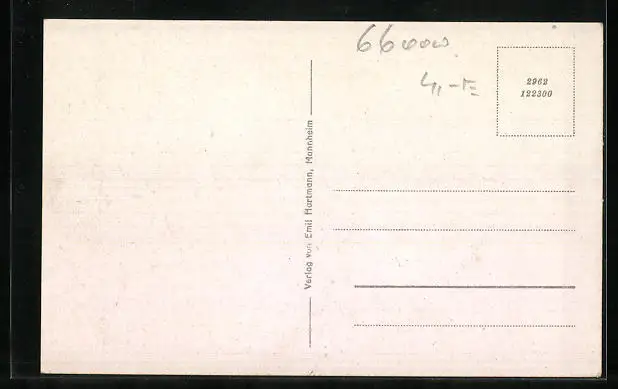 66000
4,-
2962
122300
Verlag von Emil Hartmann, Mannheim